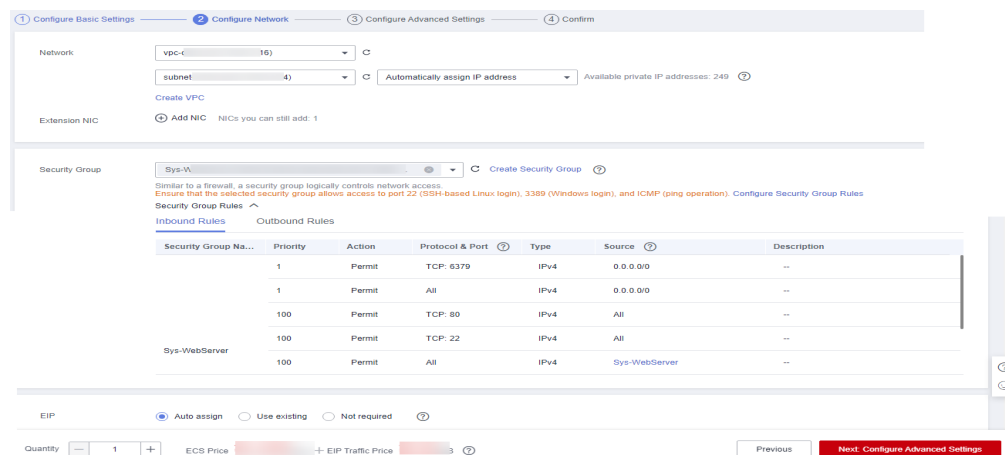 1 Configure Basic Settings 2 Configure Network 3 Configure Advanced Settings 4 Confirm
Network vpc- 16)
subnet 4) Automatically assign IP address Available private IP addresses: 249 ?
Create VPC
Extension NIC Add NIC NICs you can still add: 1
Security Group Sys-W Create Security Group ?
Similar to a firewall, a security group logically controls network access.
Ensure that the selected security group allows access to port 22 (SSH-based Linux login), 3389 (Windows login), and ICMP (ping operation). Configure Security Group Rules
Security Group Rules
Inbound Rules Outbound Rules
Security Group Na... Priority Action Protocol & Port ? Type Source ? Description
1 Permit TCP: 6379 IPv4 0.0.0.0/0 --
1 Permit All IPv4 0.0.0.0/0 --
100 Permit TCP: 80 IPv4 All --
100 Permit TCP: 22 IPv4 All --
Sys-WebServer
100 Permit All IPv4 Sys-WebServer --
EIP Auto assign Use existing Not required ?
Quantity — 1 + ECS Price + EIP Traffic Price ? Previous Next: Configure Advanced Settings